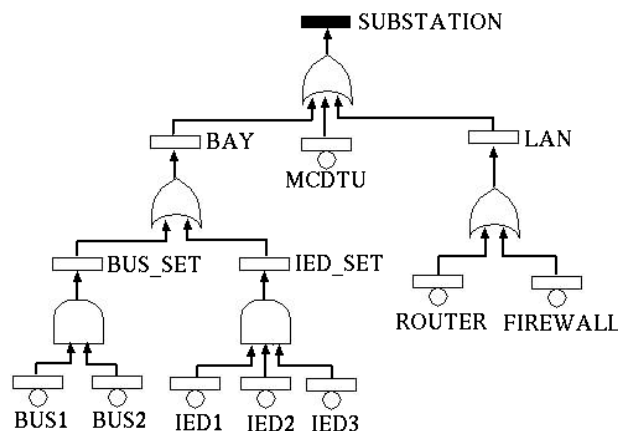 SUBSTATION
BAY
MCDTU
LAN
BUS_SET
IED_SET
ROUTER
FIREWALL
BUS1
BUS2
IED1
IED2
IED3